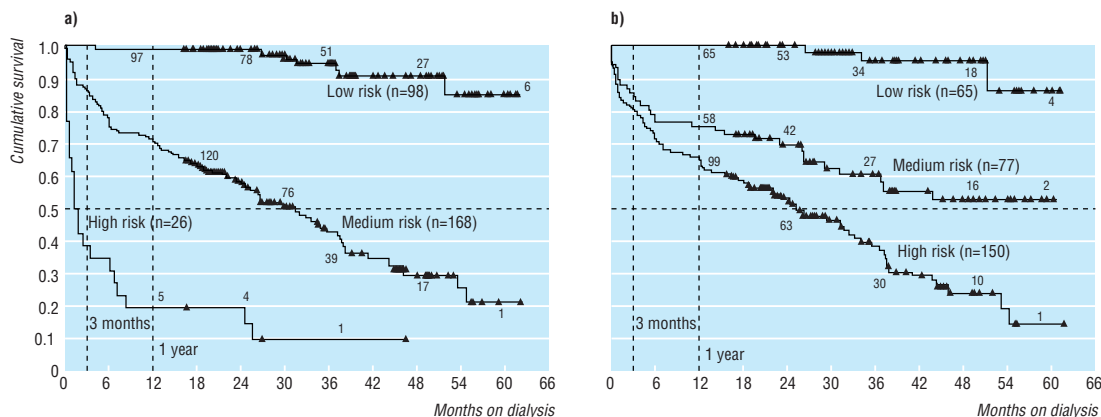 a)
Cumulative survival
1.0
0.9
0.8
0.7
0.6
0.5
0.4
0.3
0.2
0.1
0
97
78
51
27
6
Low risk (n=98)
120
76
High risk (n=26)
Medium risk (n=168)
39
17
1
5
4
1
3 months
1 year
0 6 12 18 24 30 36 42 48 54 60 66
Months on dialysis
b)
65
53
34
18
4
Low risk (n=65)
58
42
27
16
2
Medium risk (n=77)
99
63
High risk (n=150)
30
10
1
3 months
1 year
0 6 12 18 24 30 36 42 48 54 60 66
Months on dialysis